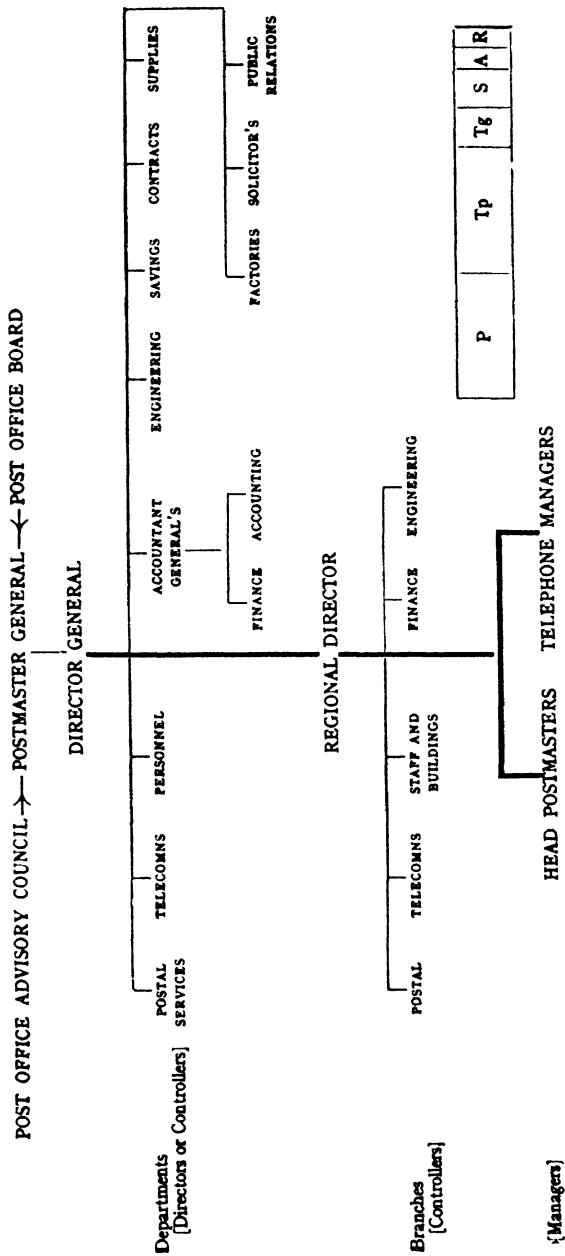 POST OFFICE ADVISORY COUNCIL → POSTMASTER GENERAL ← POST OFFICE BOARD
DIRECTOR GENERAL
Departments
[Directors or Controllers]
POSTAL SERVICES
TELECOMNS
PERSONNEL
ACCOUNTANT GENERAL'S
ENGINEERING
SAVINGS
CONTRACTS
SUPPLIES
FINANCE
ACCOUNTING
FACTORIES
SOLICITOR'S
PUBLIC RELATIONS
REGIONAL DIRECTOR
Branches
[Controllers]
POSTAL
TELECOMNS
STAFF AND BUILDINGS
FINANCE
ENGINEERING
P Tp Tg S A R
[Managers]
HEAD POSTMASTERS
TELEPHONE MANAGERS